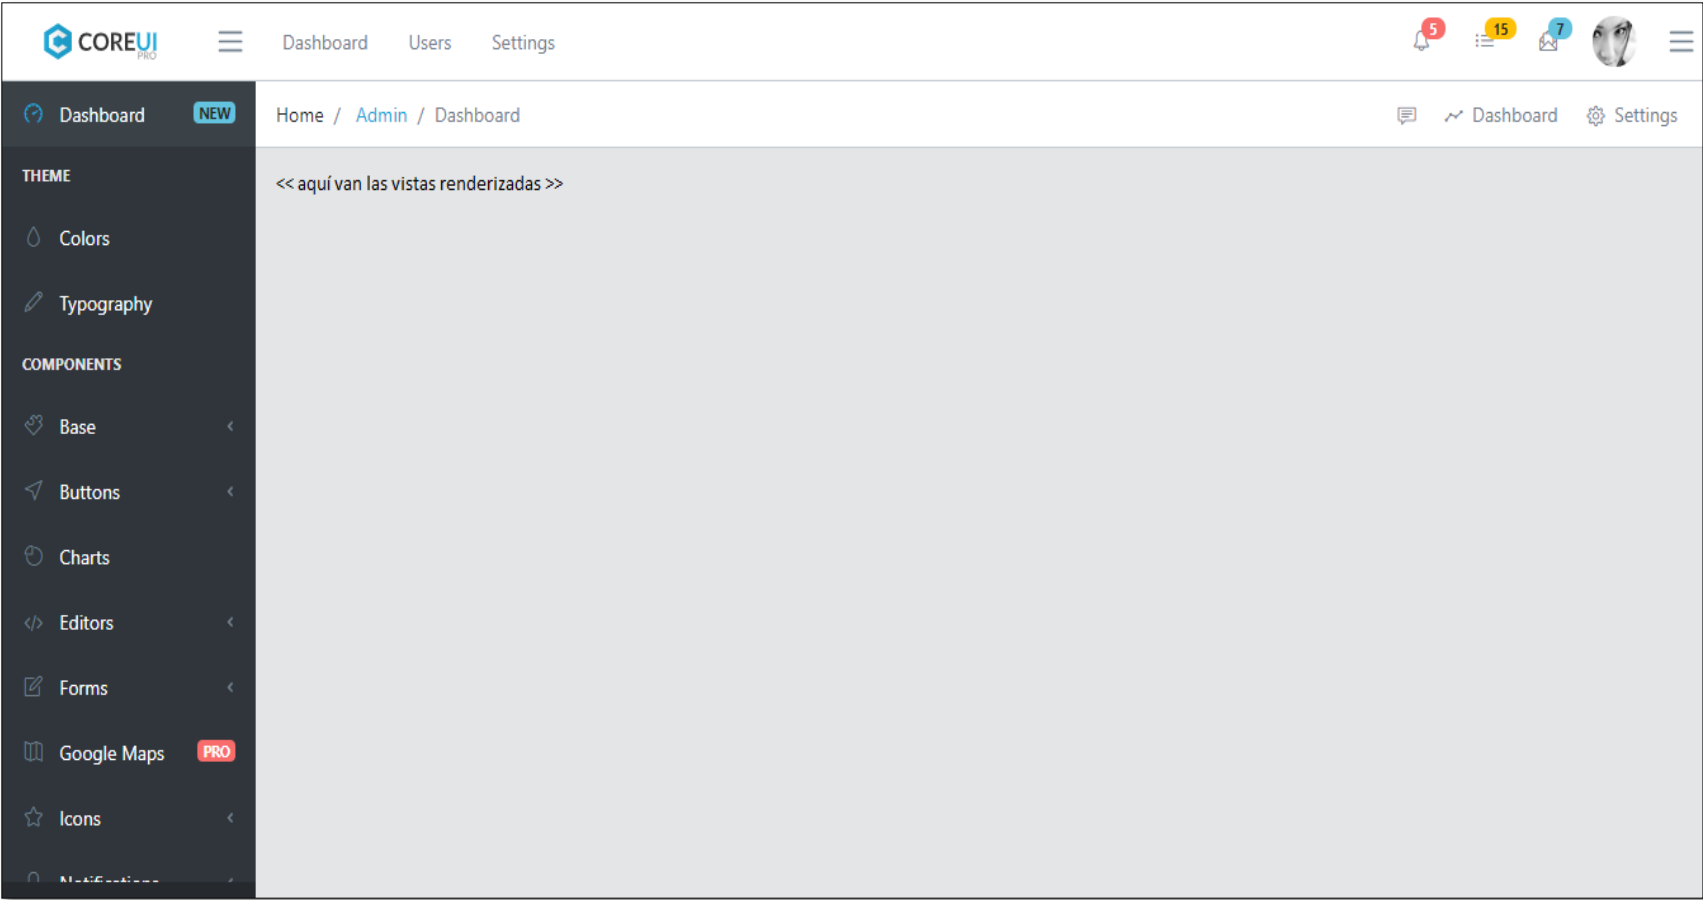 COREUI
PRO
Dashboard Users Settings
5 15 7
Dashboard NEW
Home / Admin / Dashboard
Dashboard Settings
THEME
<< aquí van las vistas renderizadas >>
Colors
Typography
COMPONENTS
Base
Buttons
Charts
Editors
Forms
Google Maps PRO
Icons
Notifications